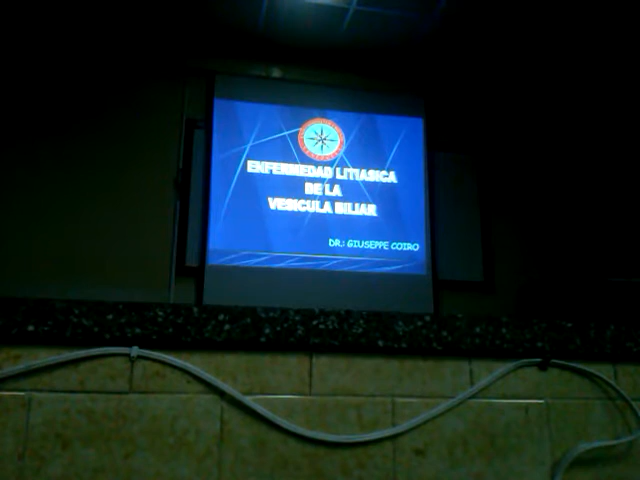 ENFERMEDAD LITIASICA
DE LA
VESICULA BILIAR
DR.: GIUSEPPE COIRO